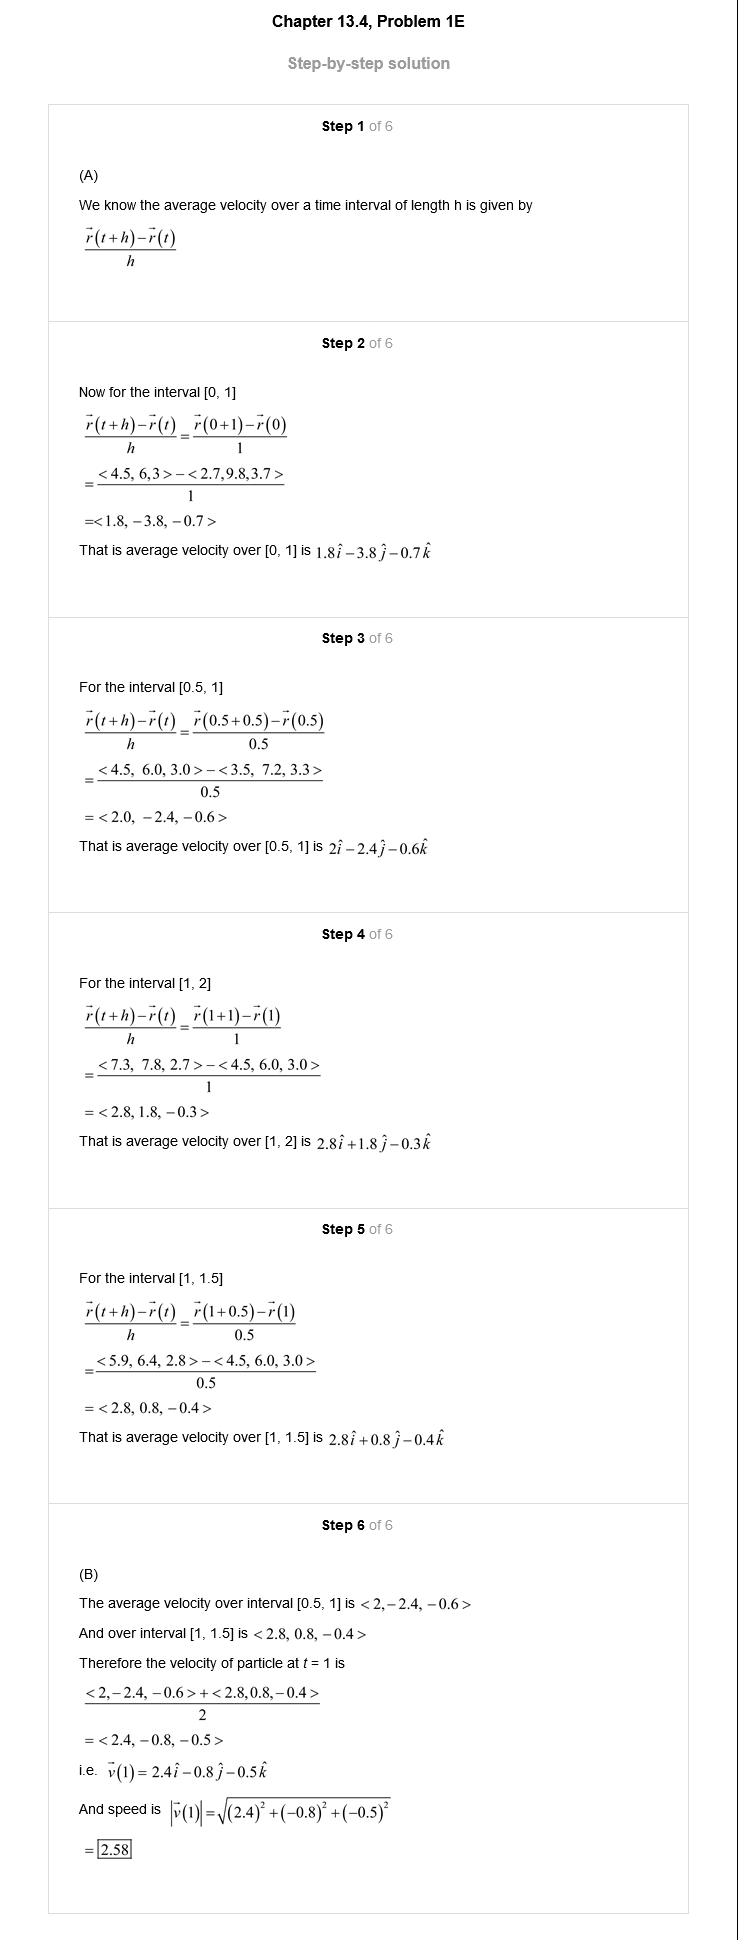 Chapter 13.4, Problem 1E
Step-by-step solution
Step 1 of 6
(A)
We know the average velocity over a time interval of length h is given by
\frac{\vec{r}(t+h)-\vec{r}(t)}{h}
Step 2 of 6
Now for the interval [0, 1]
\frac{\vec{r}(t+h)-\vec{r}(t)}{h}=\frac{\vec{r}(0+1)-\vec{r}(0)}{1}
=\frac{<4.5, 6,3>-<2.7,9.8,3.7>}{1}
=<1.8, -3.8, -0.7>
That is average velocity over [0, 1] is 1.8\hat{i}-3.8\hat{j}-0.7\hat{k}
Step 3 of 6
For the interval [0.5, 1]
\frac{\vec{r}(t+h)-\vec{r}(t)}{h}=\frac{\vec{r}(0.5+0.5)-\vec{r}(0.5)}{0.5}
=\frac{<4.5, 6.0, 3.0>-<3.5, 7.2, 3.3>}{0.5}
=<2.0, -2.4, -0.6>
That is average velocity over [0.5, 1] is 2\hat{i}-2.4\hat{j}-0.6\hat{k}
Step 4 of 6
For the interval [1, 2]
\frac{\vec{r}(t+h)-\vec{r}(t)}{h}=\frac{\vec{r}(1+1)-\vec{r}(1)}{1}
=\frac{<7.3, 7.8, 2.7>-<4.5, 6.0, 3.0>}{1}
=<2.8, 1.8, -0.3>
That is average velocity over [1, 2] is 2.8\hat{i}+1.8\hat{j}-0.3\hat{k}
Step 5 of 6
For the interval [1, 1.5]
\frac{\vec{r}(t+h)-\vec{r}(t)}{h}=\frac{\vec{r}(1+0.5)-\vec{r}(1)}{0.5}
=\frac{<5.9, 6.4, 2.8>-<4.5, 6.0, 3.0>}{0.5}
=<2.8, 0.8, -0.4>
That is average velocity over [1, 1.5] is 2.8\hat{i}+0.8\hat{j}-0.4\hat{k}
Step 6 of 6
(B)
The average velocity over interval [0.5, 1] is <2,-2.4, -0.6>
And over interval [1, 1.5] is <2.8, 0.8, -0.4>
Therefore the velocity of particle at t = 1 is
\frac{<2,-2.4, -0.6>+<2.8,0.8,-0.4>}{2}
=<2.4, -0.8, -0.5>
i.e. \vec{v}(1)=2.4\hat{i}-0.8\hat{j}-0.5\hat{k}
And speed is |\vec{v}(1)|=\sqrt{(2.4)^2+(-0.8)^2+(-0.5)^2}
=2.58